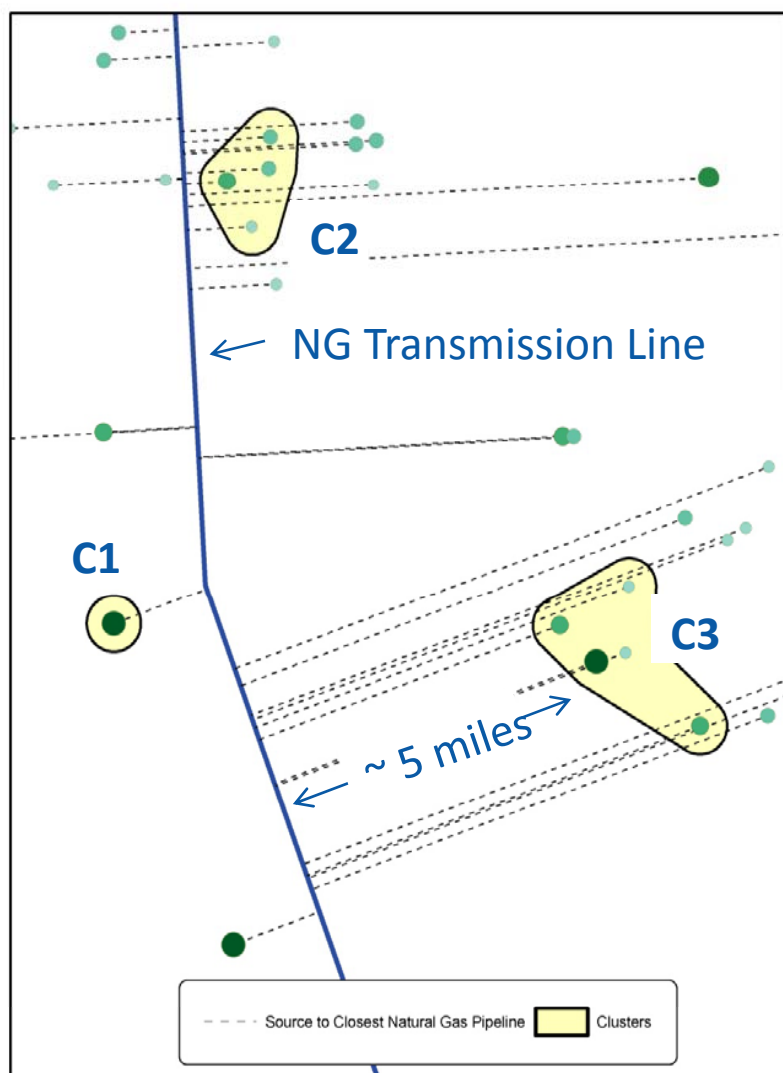 C2
NG Transmission Line
C1
C3
~ 5 miles
Source to Closest Natural Gas Pipeline
Clusters